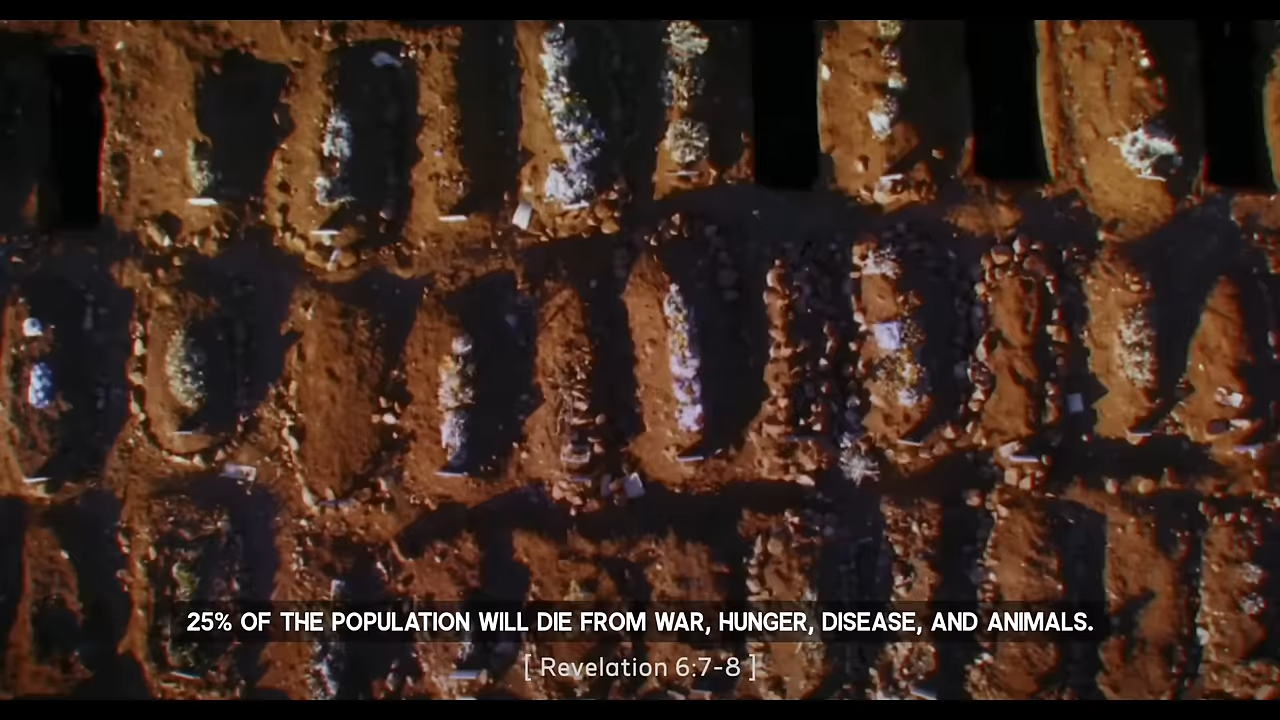 25% OF THE POPULATION WILL DIE FROM WAR, HUNGER, DISEASE, AND ANIMALS.
[ Revelation 6:7-8 ]